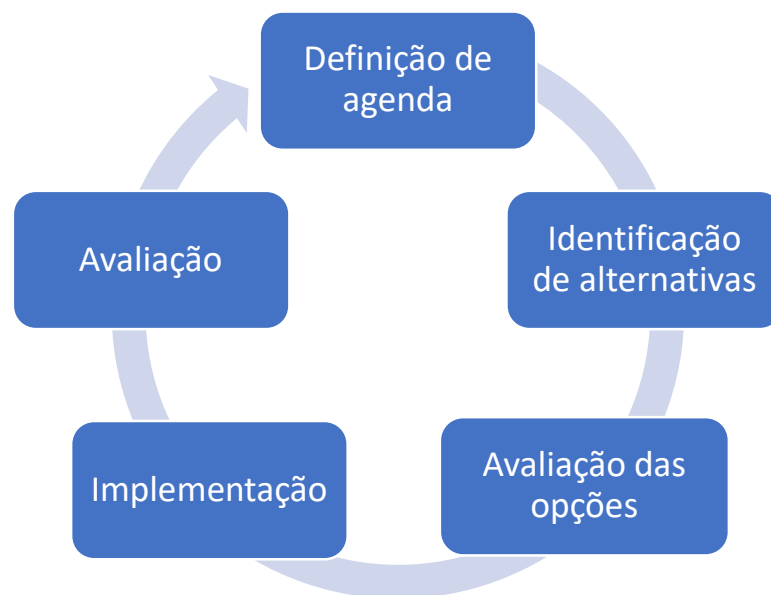 Definição de
agenda
Identificação
de alternativas
Avaliação das
opções
Implementação
Avaliação